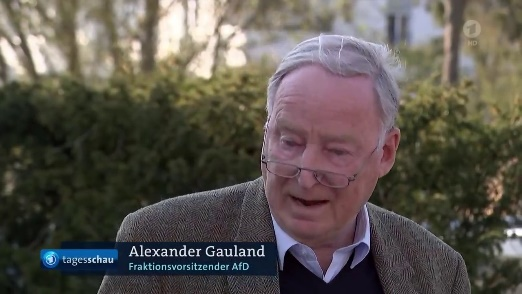 Alexander Gauland
tagesschau
Fraktionsvorsitzender AfD